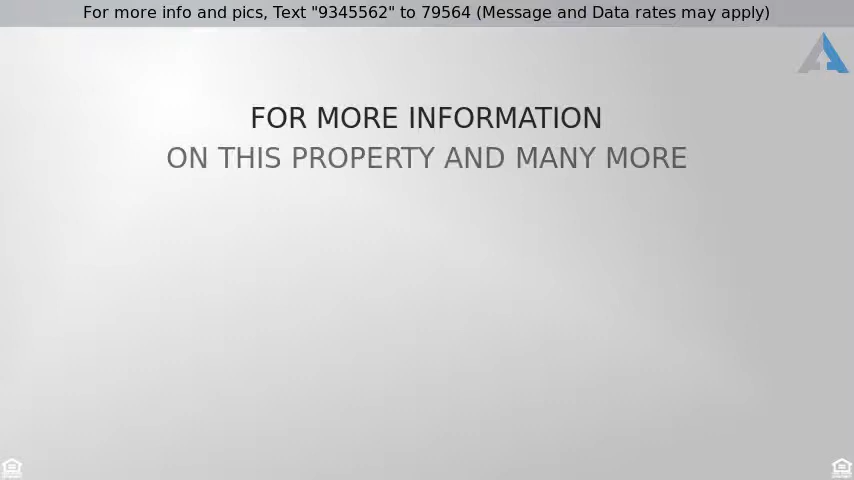 For more info and pics, Text "9345562" to 79564 (Message and Data rates may apply)
FOR MORE INFORMATION
ON THIS PROPERTY AND MANY MORE